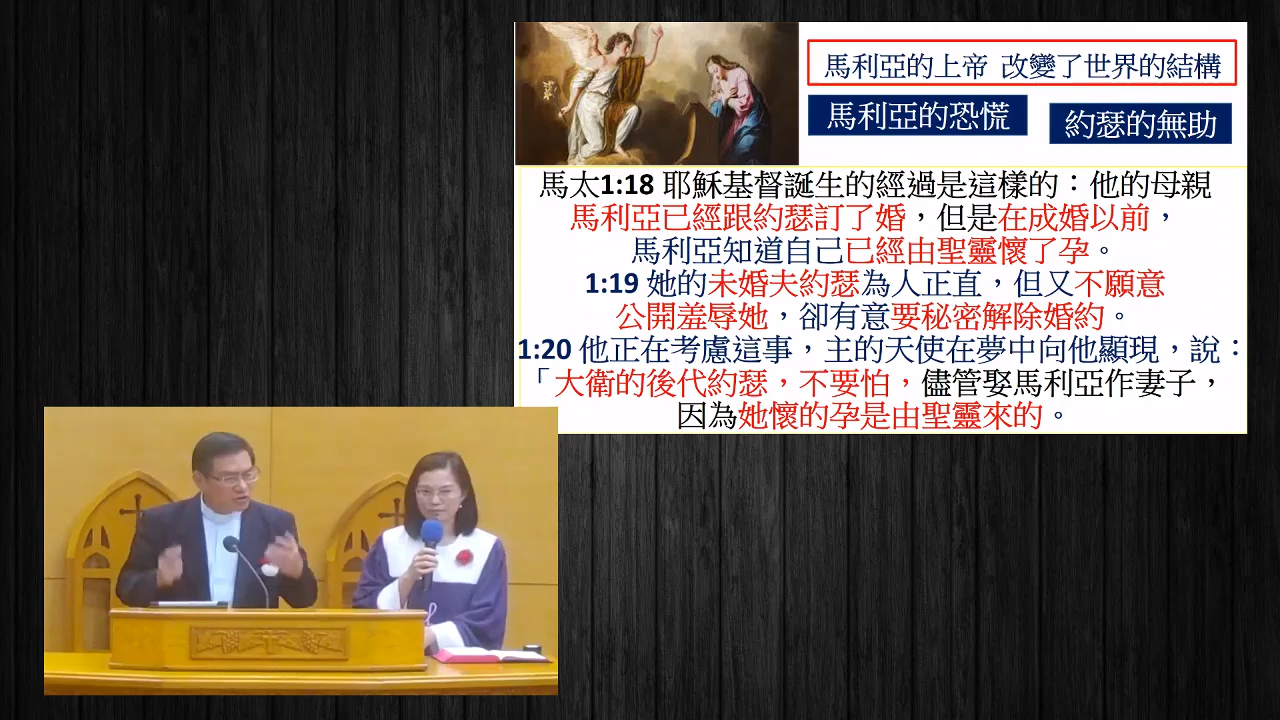 馬利亞的上帝 改變了世界的結構
馬利亞的恐慌
約瑟的無助
馬太1:18 耶穌基督誕生的經過是這樣的：他的母親
馬利亞已經跟約瑟訂了婚，但是在成婚以前，
馬利亞知道自己已經由聖靈懷了孕。
1:19 她的未婚夫約瑟為人正直，但又不願意
公開羞辱她，卻有意要秘密解除婚約。
1:20 他正在考慮這事，主的天使在夢中向他顯現，說：
「大衛的後代約瑟，不要怕，儘管娶馬利亞作妻子，
因為她懷的孕是由聖靈來的。